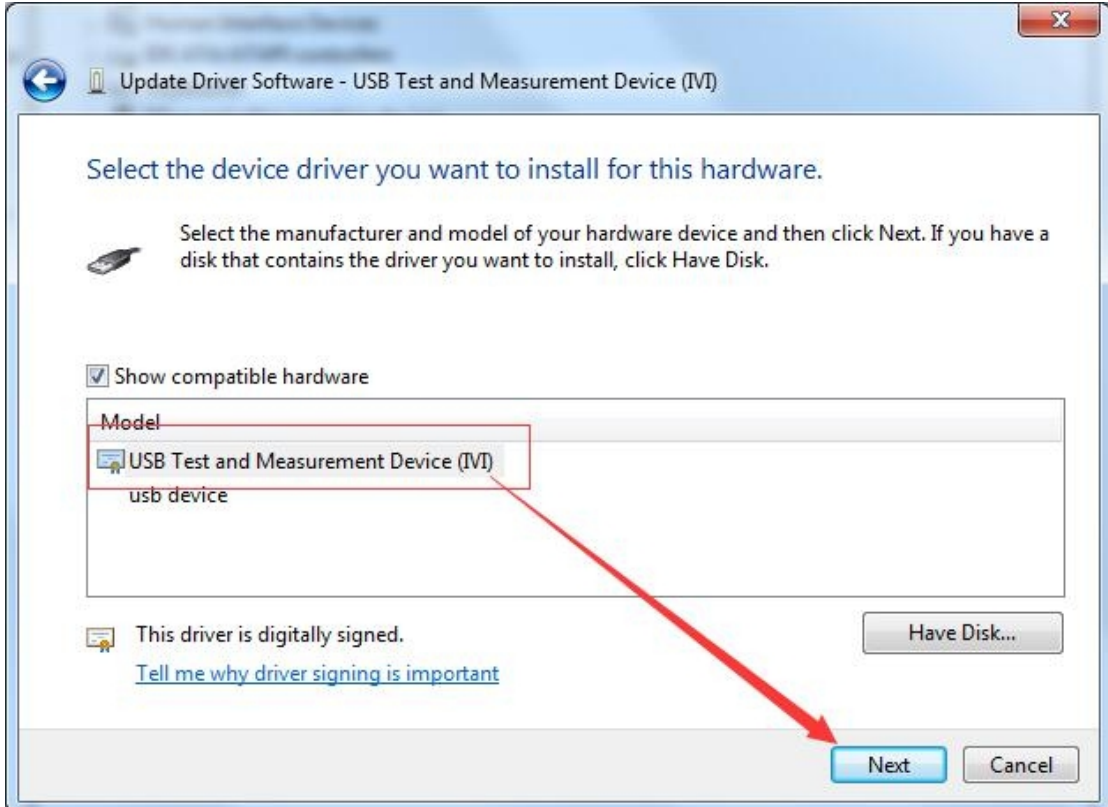 Human Interface Devices
Update Driver Software - USB Test and Measurement Device (IVI)
Select the device driver you want to install for this hardware.
Select the manufacturer and model of your hardware device and then click Next. If you have a
disk that contains the driver you want to install, click Have Disk.
Show compatible hardware
Model
USB Test and Measurement Device (IVI)
usb device
This driver is digitally signed.
Have Disk...
Tell me why driver signing is important
Next
Cancel